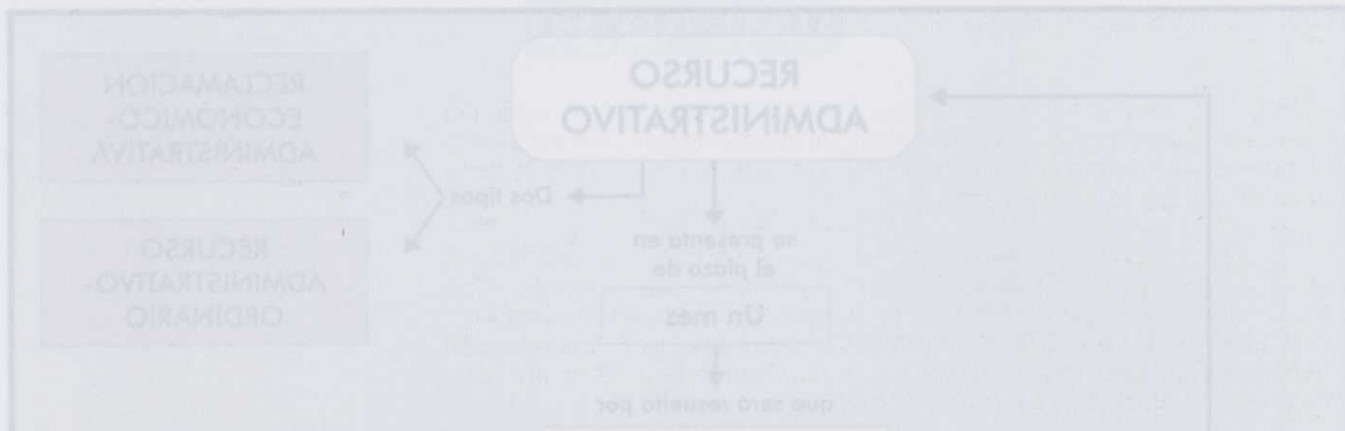 RECURSO
ADMINISTRATIVO
RECLAMACION
ECONOMICO-
ADMINISTRATIVA
Dos tipos
RECURSO
ADMINISTRATIVO-
ORDINARIO
se presenta en
el plazo de
Un mes
que será resuelto por